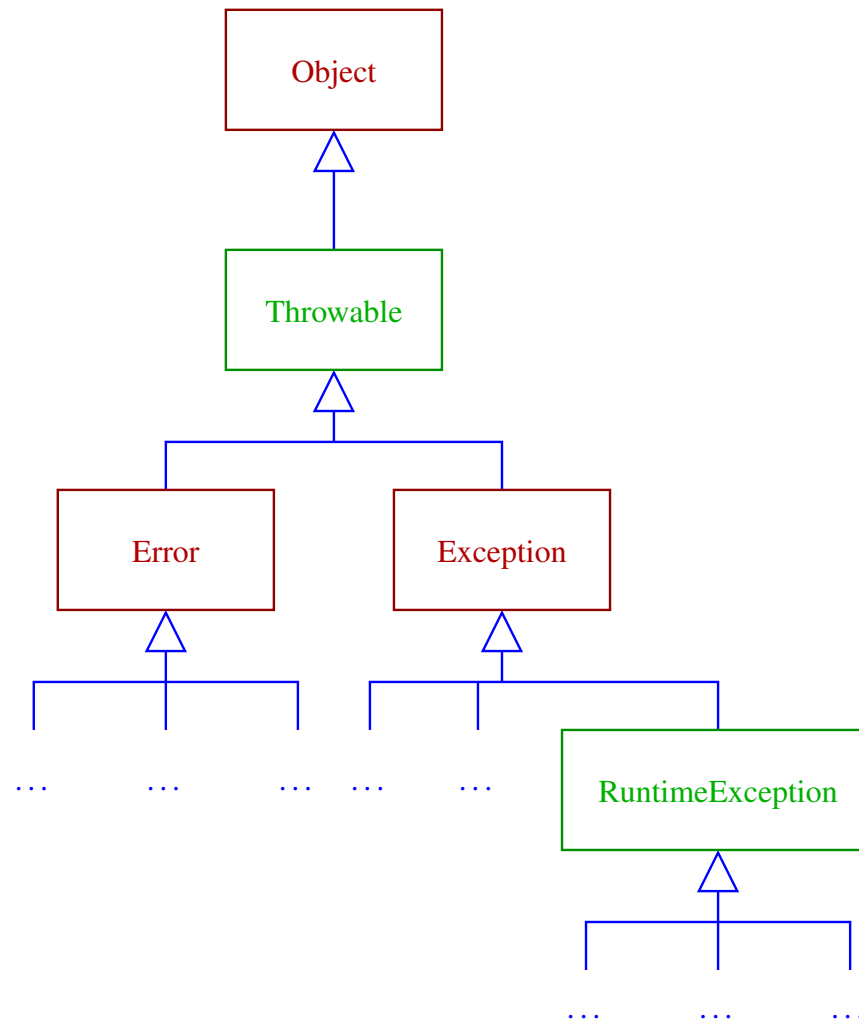 Object
Throwable
Error
Exception
... ... ... ... ...
RuntimeException
... ... ...